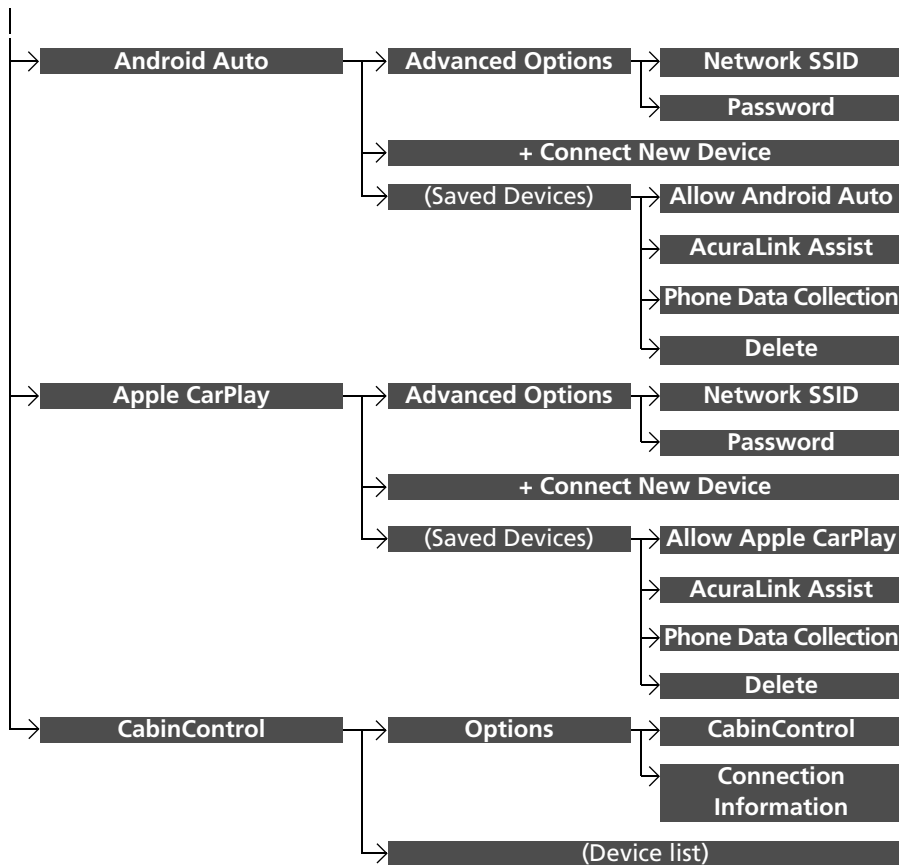 Android Auto
Advanced Options
Network SSID
Password
+ Connect New Device
(Saved Devices)
Allow Android Auto
AcuraLink Assist
Phone Data Collection
Delete
Apple CarPlay
Advanced Options
Network SSID
Password
+ Connect New Device
(Saved Devices)
Allow Apple CarPlay
AcuraLink Assist
Phone Data Collection
Delete
CabinControl
Options
CabinControl
Connection
Information
(Device list)